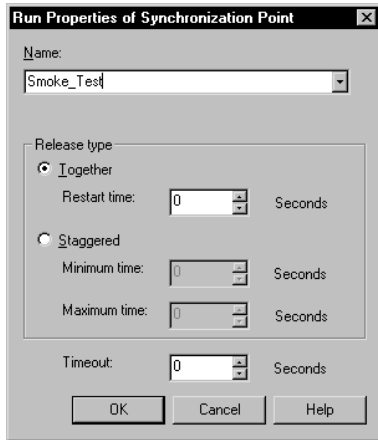 Run Properties of Synchronization Point
Name:
Smoke_Test
Release type
Together
Restart time: 0 Seconds
Staggered
Minimum time: 0 Seconds
Maximum time: 0 Seconds
Timeout: 0 Seconds
OK Cancel Help